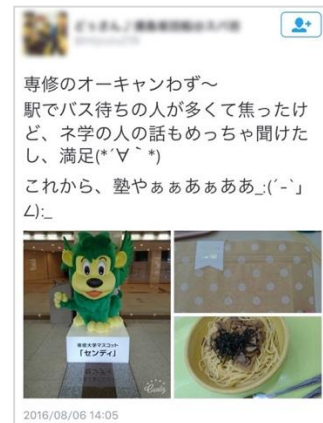 専修のオーキャンわず〜
駅でバス待ちの人が多くて焦ったけ
ど、ネ学の人の話もめっちゃ聞けた
し、満足(*´∀｀*)
これから、塾やぁぁあぁああ_:(´-`」
∠):_
専修大学マスコット
「センディ」
2016/08/06 14:05